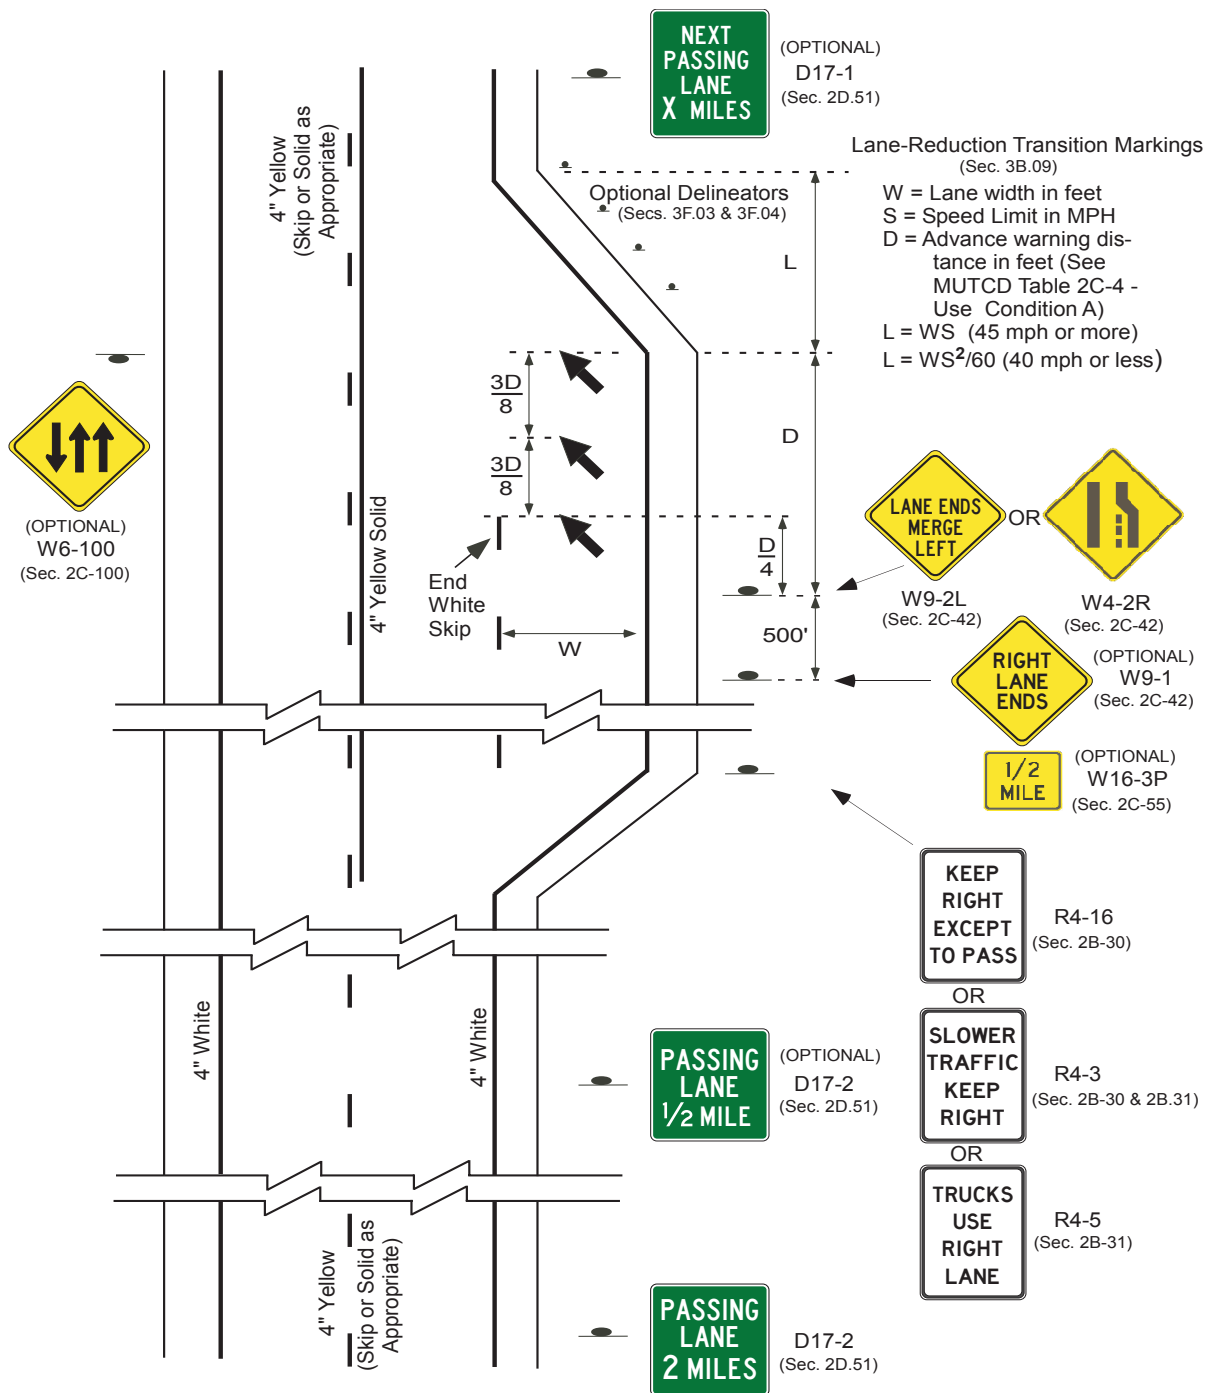 NEXT
PASSING
LANE
X MILES
(OPTIONAL)
D17-1
(Sec. 2D.51)
4" Yellow
(Skip or Solid as
Appropriate)
Lane-Reduction Transition Markings
(Sec. 3B.09)
W = Lane width in feet
S = Speed Limit in MPH
D = Advance warning dis-
tance in feet (See
MUTCD Table 2C-4 -
Use Condition A)
L = WS (45 mph or more)
L = WS²/60 (40 mph or less)
Optional Delineators
(Secs. 3F.03 & 3F.04)
L
3D
8
3D
8
D
D
4
500'
(OPTIONAL)
W6-100
(Sec. 2C-100)
4" Yellow Solid
End
White
Skip
W
LANE ENDS
MERGE
LEFT
OR
W9-2L
(Sec. 2C-42)
W4-2R
(Sec. 2C-42)
RIGHT
LANE
ENDS
(OPTIONAL)
W9-1
(Sec. 2C-42)
1/2
MILE
(OPTIONAL)
W16-3P
(Sec. 2C-55)
KEEP
RIGHT
EXCEPT
TO PASS
R4-16
(Sec. 2B-30)
OR
SLOWER
TRAFFIC
KEEP
RIGHT
R4-3
(Sec. 2B-30 & 2B.31)
OR
TRUCKS
USE
RIGHT
LANE
R4-5
(Sec. 2B-31)
4" White
4" White
PASSING
LANE
1/2 MILE
(OPTIONAL)
D17-2
(Sec. 2D.51)
4" Yellow
(Skip or Solid as
Appropriate)
PASSING
LANE
2 MILES
D17-2
(Sec. 2D.51)